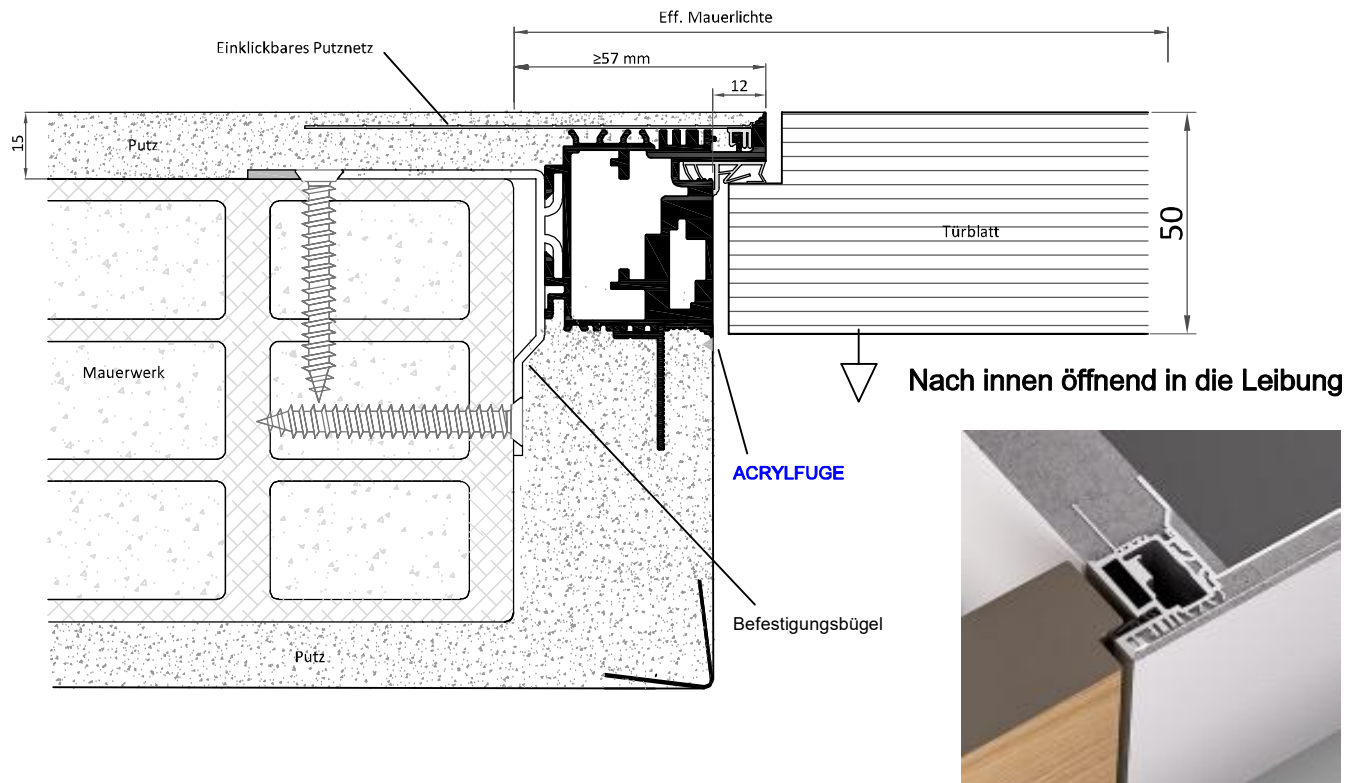 Eff. Mauerlichte
Einklickbares Putznetz
≥57 mm
12
15
Putz
50
Türblatt
Mauerwerk
Nach innen öffnend in die Leibung
ACRYLFUGE
Befestigungsbügel
Putz